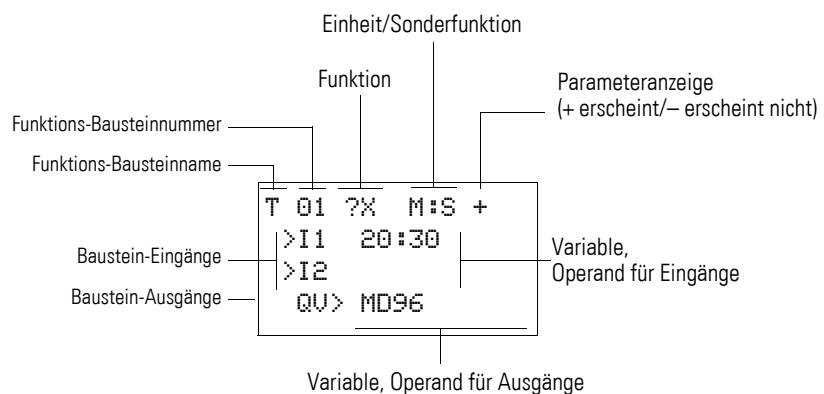 Einheit/Sonderfunktion
Funktion
Parameteranzeige
(+ erscheint/– erscheint nicht)
Funktions-Bausteinnummer
Funktions-Bausteinname
T 01 ?X M:S +
>I1 20:30
>I2
QV> MD96
Baustein-Eingänge
Baustein-Ausgänge
Variable,
Operand für Eingänge
Variable, Operand für Ausgänge